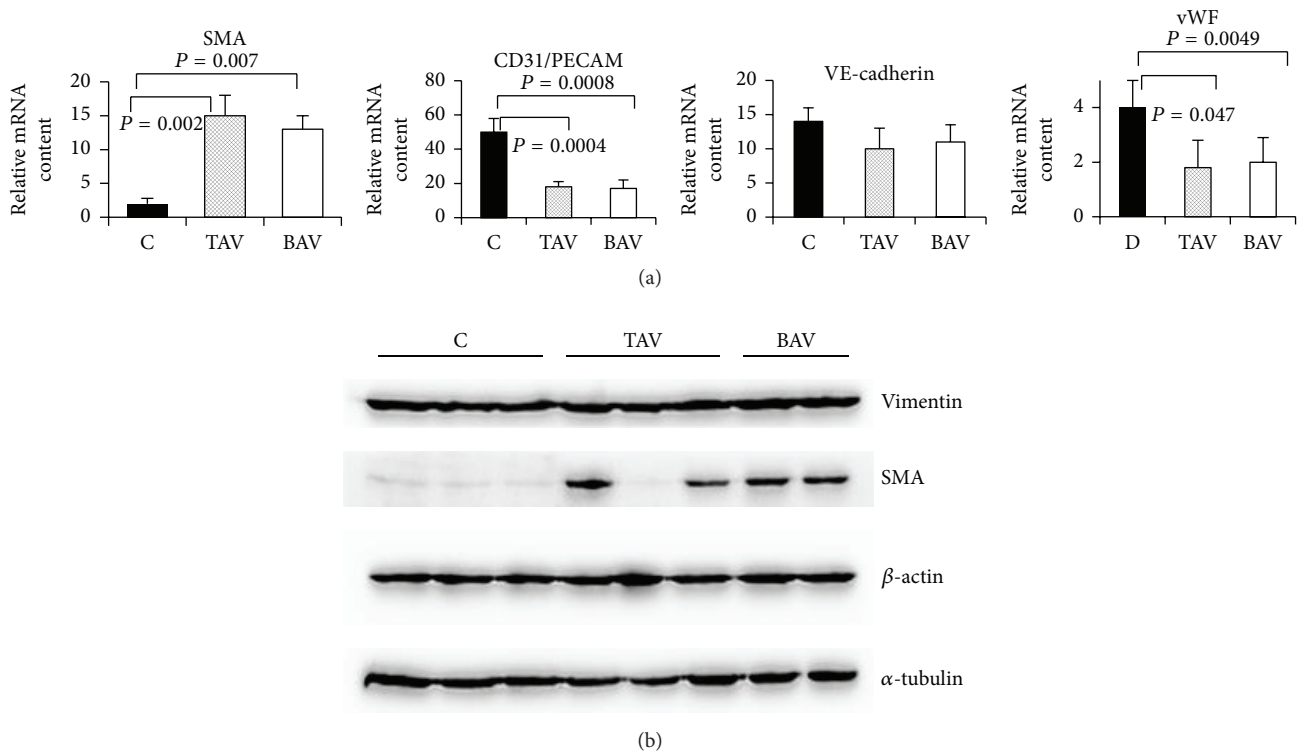 SMA
P = 0.007
P = 0.002
Relative mRNA
content
20
15
10
5
0
C TAV BAV
CD31/PECAM
P = 0.0008
P = 0.0004
Relative mRNA
content
80
60
40
20
0
C TAV BAV
VE-cadherin
Relative mRNA
content
20
15
10
5
0
C TAV BAV
vWF
P = 0.0049
P = 0.047
Relative mRNA
content
4
2
0
D TAV BAV
(a)
C TAV BAV
Vimentin
SMA
β-actin
α-tubulin
(b)